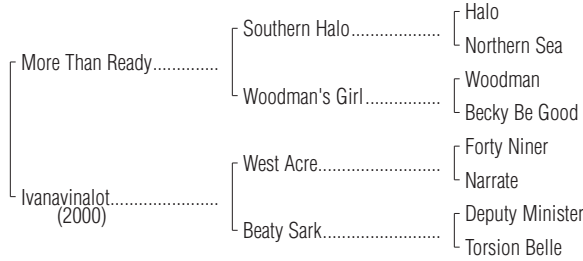 Halo
Southern Halo..................
Northern Sea
More Than Ready.............
Woodman
Woodman's Girl...............
Becky Be Good
Forty Niner
West Acre.........................
Narrate
Ivanavinalot.....................
(2000)
Deputy Minister
Beaty Sark........................
Torsion Belle